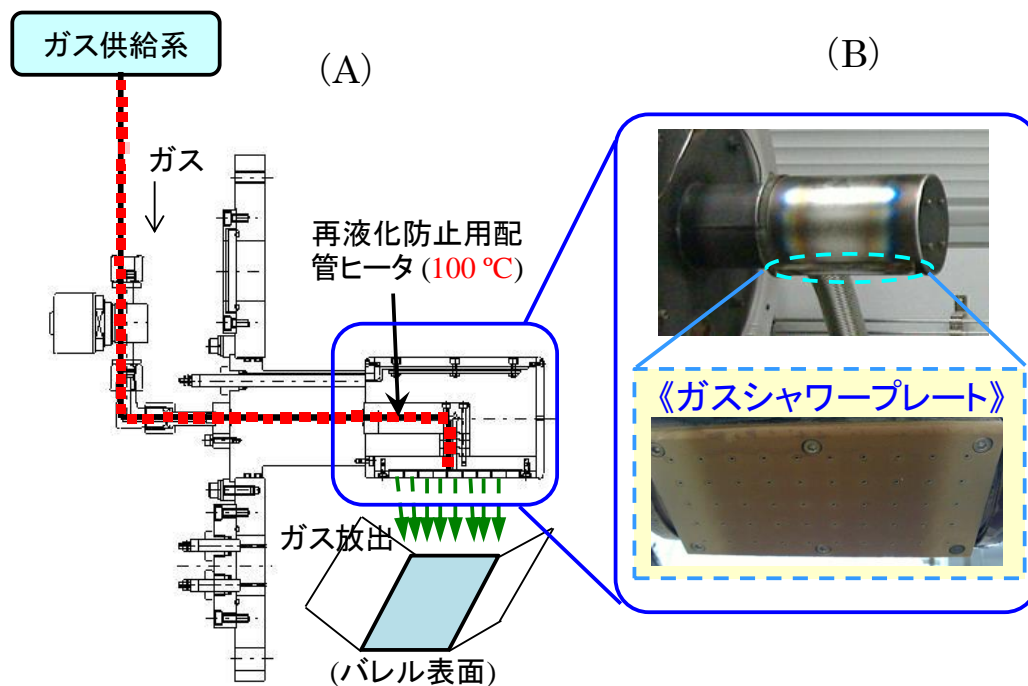 ガス供給系
(A)
(B)
ガス
再液化防止用配
管ヒータ (100 ℃)
《ガスシャワープレート》
ガス放出
(バレル表面)